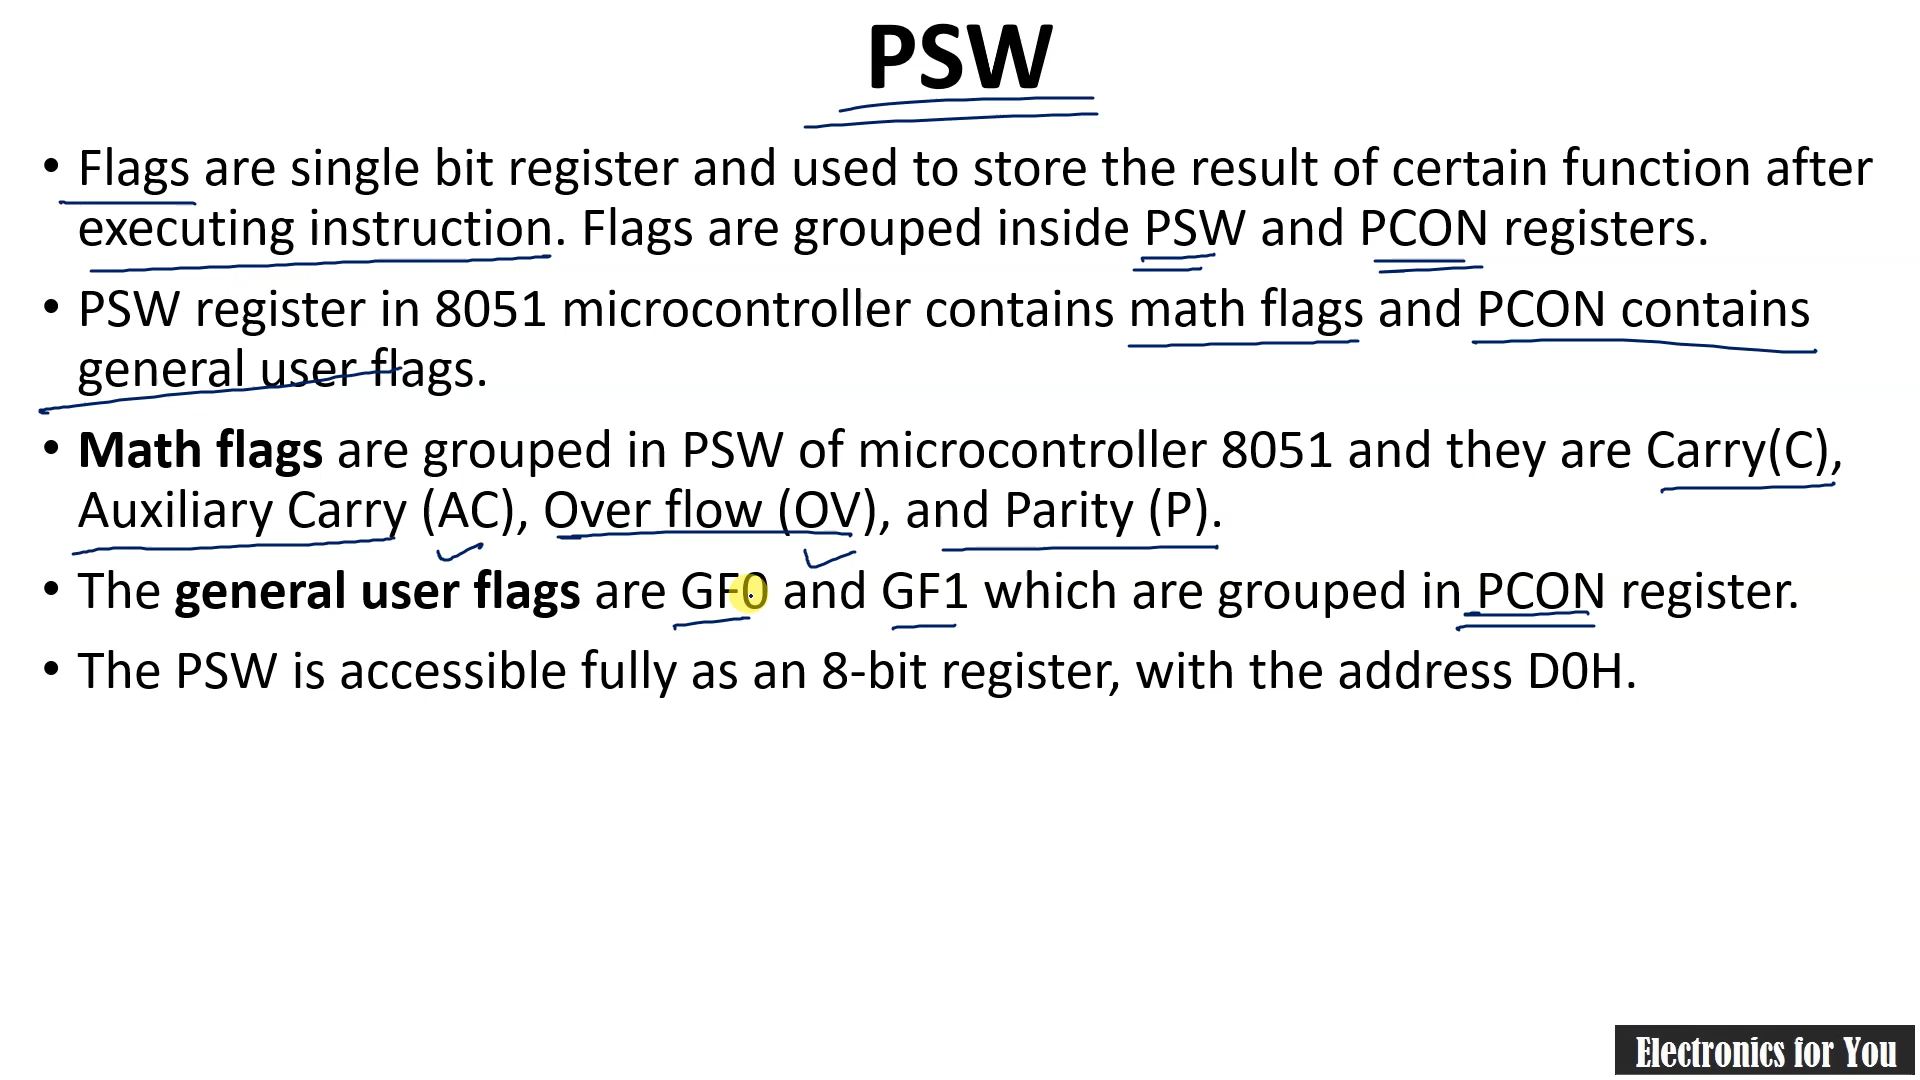 PSW
• Flags are single bit register and used to store the result of certain function after
executing instruction. Flags are grouped inside PSW and PCON registers.
• PSW register in 8051 microcontroller contains math flags and PCON contains
general user flags.
• Math flags are grouped in PSW of microcontroller 8051 and they are Carry(C),
Auxiliary Carry (AC), Over flow (OV), and Parity (P).
• The general user flags are GF0 and GF1 which are grouped in PCON register.
• The PSW is accessible fully as an 8-bit register, with the address D0H.
Electronics for You